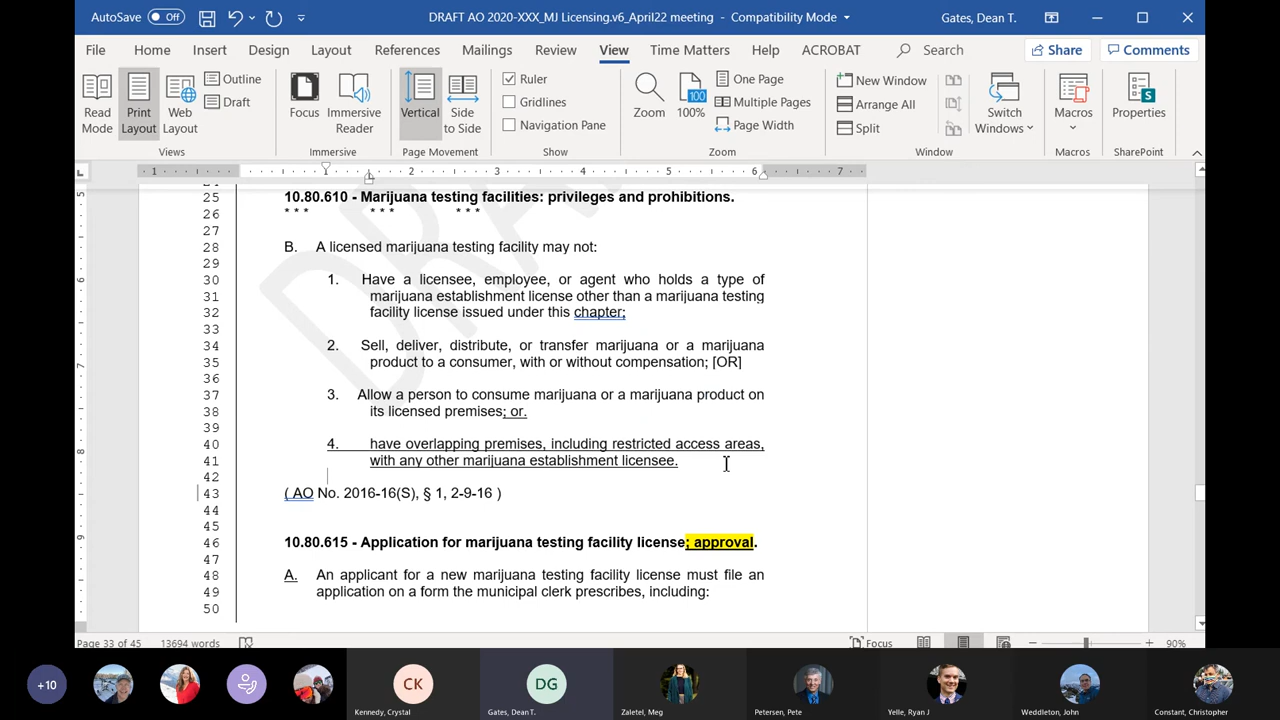 AutoSave Off DRAFT AO 2020-XXX_MJ Licensing.v6_April22 meeting - Compatibility Mode Gates, Dean T.
File Home Insert Design Layout References Mailings Review View Time Matters Help ACROBAT Search Share Comments
Read Mode
Print Layout
Web Layout
Outline
Draft
Views
Focus
Immersive Reader
Immersive
Vertical
Side to Side
Page Movement
Ruler
Gridlines
Navigation Pane
Show
Zoom
100
100%
One Page
Multiple Pages
Page Width
Zoom
New Window
Arrange All
Split
Switch Windows
Window
Macros
Macros
Properties
SharePoint
1 1 2 3 4 5 6 7
DRAFT
25 10.80.610 - Marijuana testing facilities: privileges and prohibitions.
26 * * * * * * * * *
27
28 B. A licensed marijuana testing facility may not:
29
30 1. Have a licensee, employee, or agent who holds a type of
31 marijuana establishment license other than a marijuana testing
32 facility license issued under this chapter;
33
34 2. Sell, deliver, distribute, or transfer marijuana or a marijuana
35 product to a consumer, with or without compensation; [OR]
36
37 3. Allow a person to consume marijuana or a marijuana product on
38 its licensed premises; or.
39
40 4. have overlapping premises, including restricted access areas,
41 with any other marijuana establishment licensee.
42
43 ( AO No. 2016-16(S), § 1, 2-9-16 )
44
45
46 10.80.615 - Application for marijuana testing facility license; approval.
47
48 A. An applicant for a new marijuana testing facility license must file an
49 application on a form the municipal clerk prescribes, including:
50
Page 33 of 45 13694 words Focus 90%
+10
CK
Kennedy, Crystal
DG
Gates, Dean T.
Zaletel, Meg
Petersen, Pete
Yelle, Ryan J
Weddleton, John
Constant, Christopher